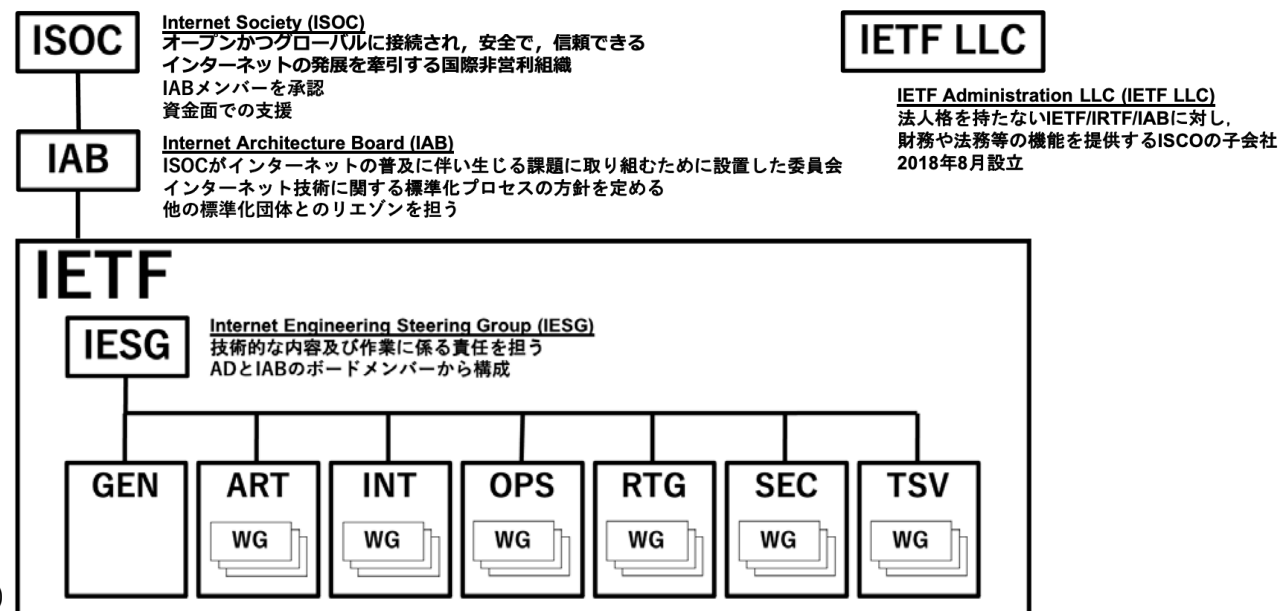 ISOC
Internet Society (ISOC)
オープンかつグローバルに接続され，安全で，信頼できる
インターネットの発展を牽引する国際非営利組織
IABメンバーを承認
資金面での支援
IETF LLC
IETF Administration LLC (IETF LLC)
法人格を持たないIETF/IRTF/IABに対し，
財務や法務等の機能を提供するISCOの子会社
2018年8月設立
IAB
Internet Architecture Board (IAB)
ISOCがインターネットの普及に伴い生じる課題に取り組むために設置した委員会
インターネット技術に関する標準化プロセスの方針を定める
他の標準化団体とのリエゾンを担う
IETF
IESG
Internet Engineering Steering Group (IESG)
技術的な内容及び作業に係る責任を担う
ADとIABのボードメンバーから構成
GEN ART INT OPS RTG SEC TSV
WG WG WG WG WG WG
)